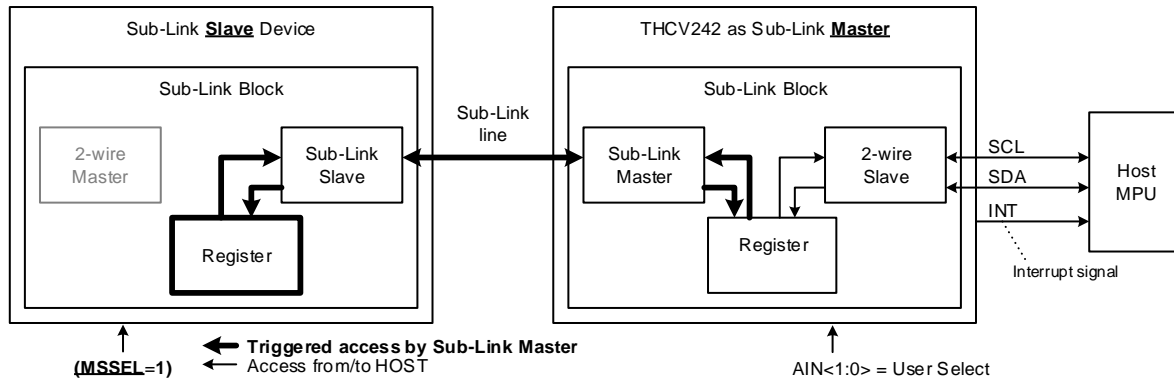 Sub-Link Slave Device
Sub-Link Block
2-wire
Master
Sub-Link
Slave
Register
Sub-Link
line
THCV242 as Sub-Link Master
Sub-Link Block
Sub-Link
Master
2-wire
Slave
Register
SCL
SDA
INT
Host
MPU
Interrupt signal
(MSSEL=1)
Triggered access by Sub-Link Master
Access from/to HOST
AIN<1:0> = User Select